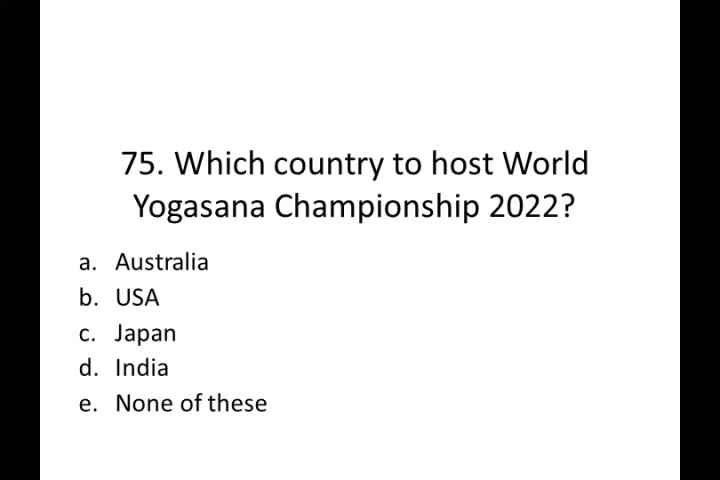 75. Which country to host World
Yogasana Championship 2022?
a. Australia
b. USA
c. Japan
d. India
e. None of these